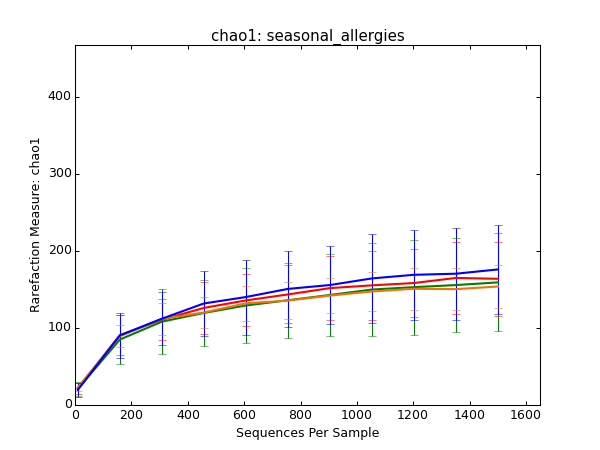 chao1: seasonal_allergies
Rarefaction Measure: chao1
400
300
200
100
0
0 200 400 600 800 1000 1200 1400 1600
Sequences Per Sample